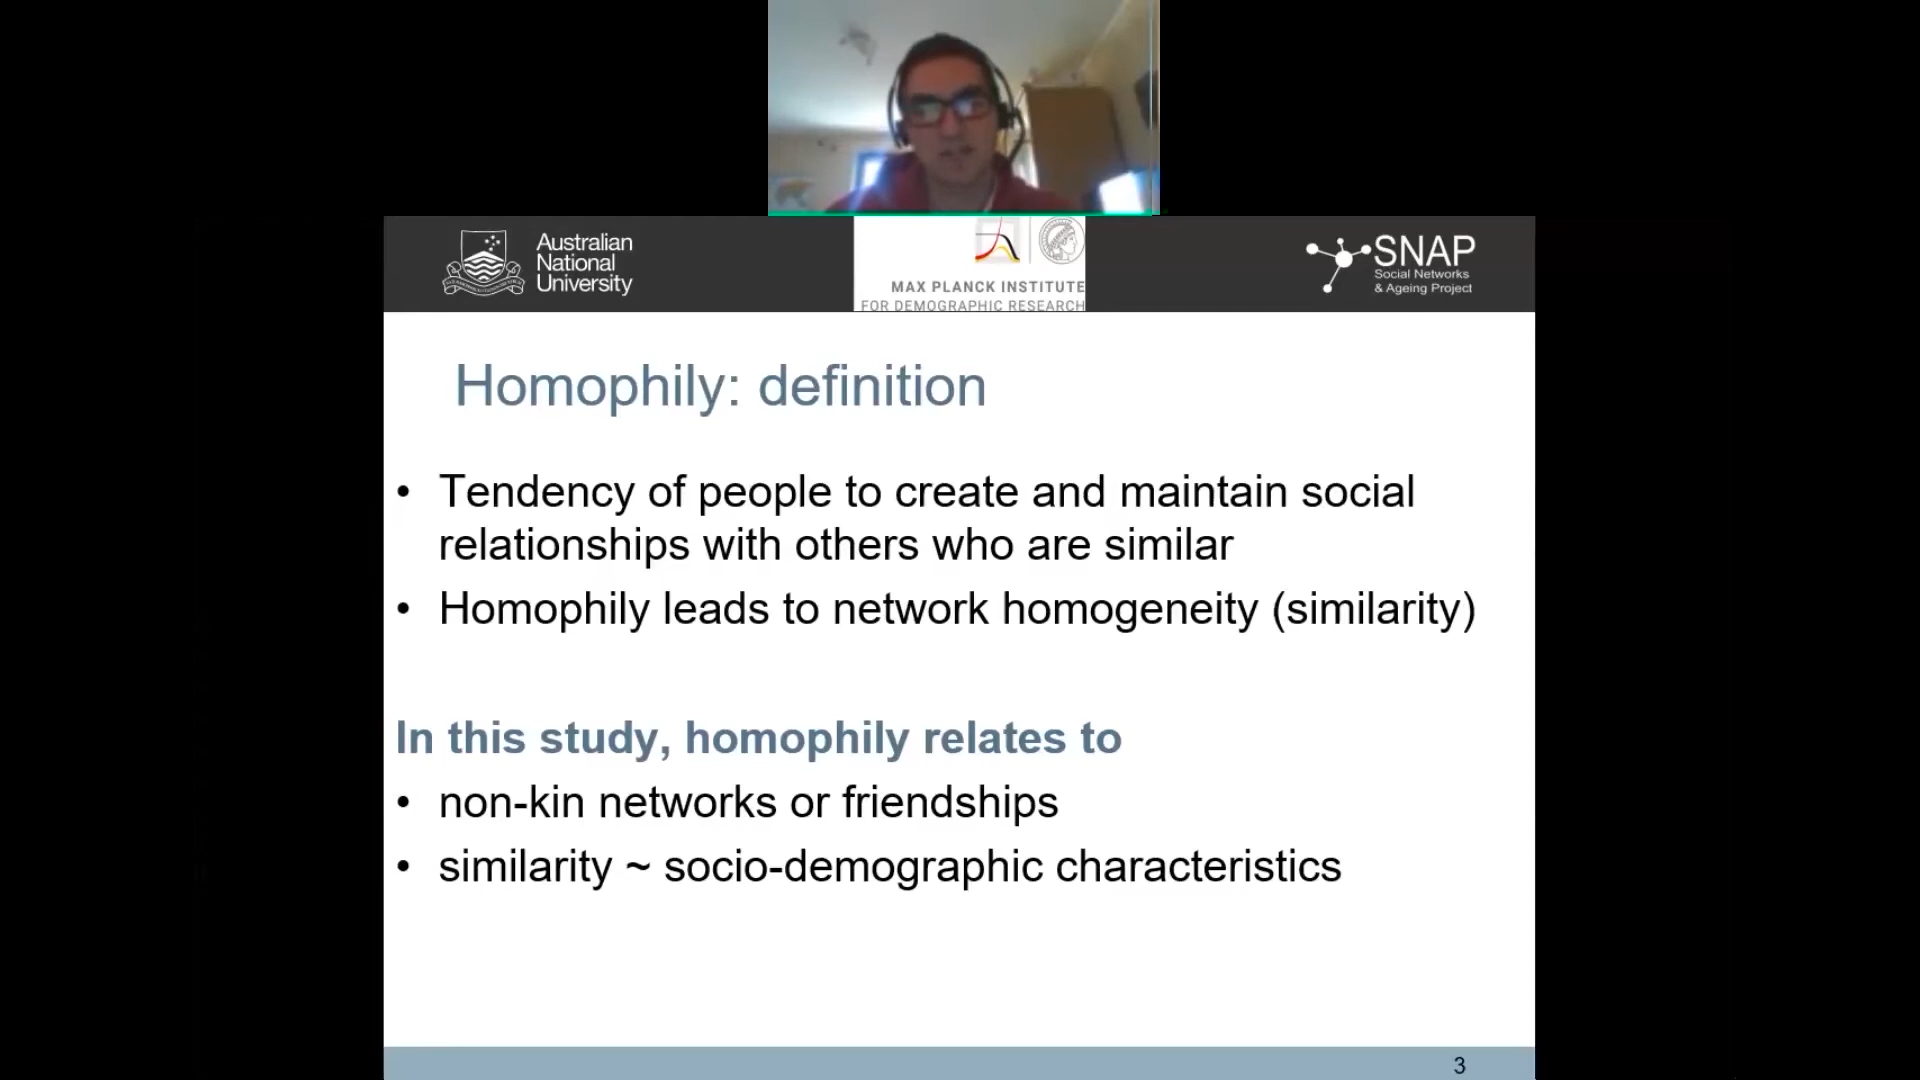 Australian
National
University
MAX PLANCK INSTITUTE
FOR DEMOGRAPHIC RESEARCH
SNAP
Social Networks
& Ageing Project
Homophily: definition
• Tendency of people to create and maintain social
relationships with others who are similar
• Homophily leads to network homogeneity (similarity)
In this study, homophily relates to
• non-kin networks or friendships
• similarity ~ socio-demographic characteristics
3